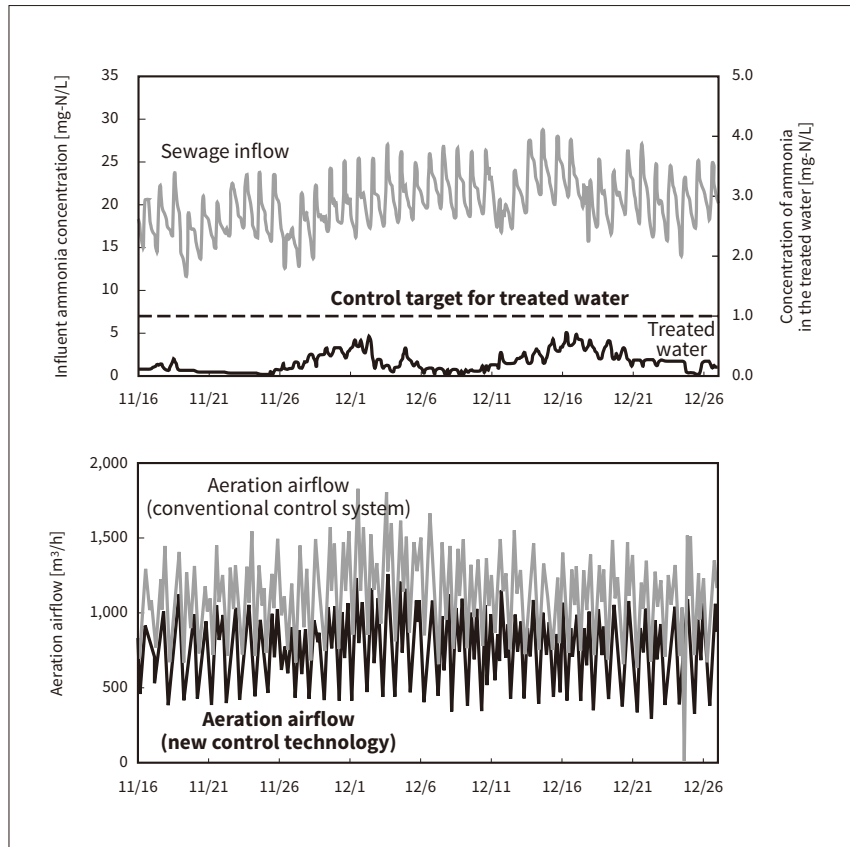 Influent ammonia concentration [mg-N/L]
35
30
25
20
15
10
5
0
Sewage inflow
Control target for treated water
Treated
water
5.0
4.0
3.0
2.0
1.0
0.0
Concentration of ammonia
in the treated water [mg-N/L]
11/16 11/21 11/26 12/1 12/6 12/11 12/16 12/21 12/26
Aeration airflow [m3/h]
2,000
1,500
1,000
500
0
Aeration airflow
(conventional control system)
Aeration airflow
(new control technology)
11/16 11/21 11/26 12/1 12/6 12/11 12/16 12/21 12/26